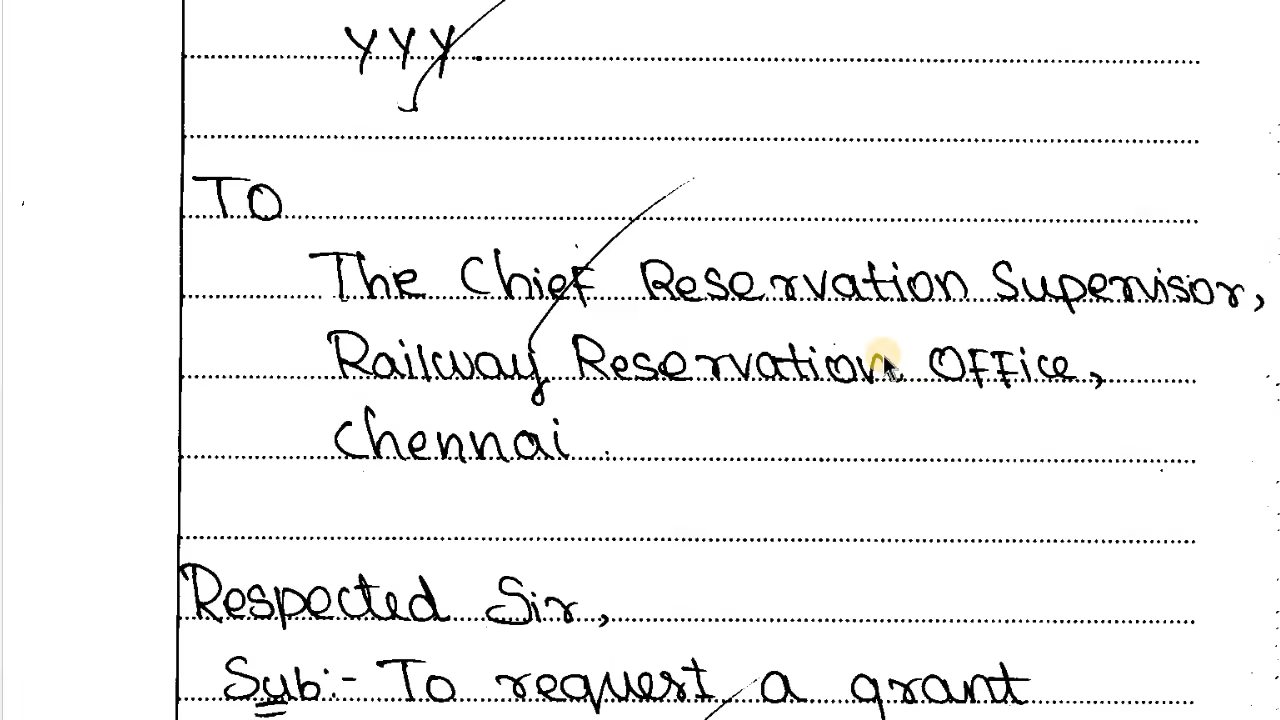 YYY.
TO
The Chief Reservation Supervisor,
Railway Reservation Office,
Chennai.
Respected Sir,
Sub:- To request a grant